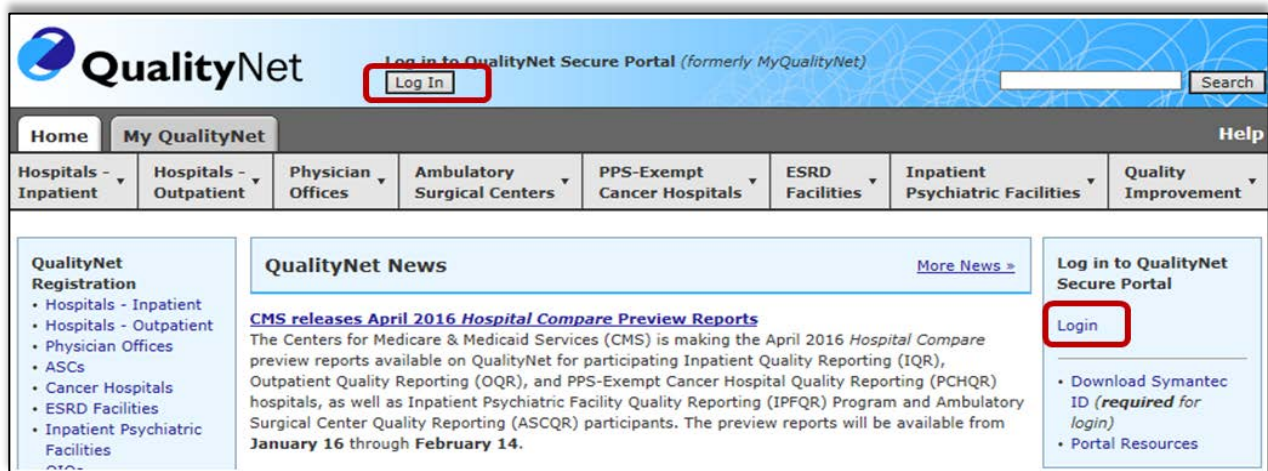 QualityNet
Log in to QualityNet Secure Portal (formerly MyQualityNet)
Log In
Search
Home
My QualityNet
Help
Hospitals -
Inpatient
Hospitals -
Outpatient
Physician
Offices
Ambulatory
Surgical Centers
PPS-Exempt
Cancer Hospitals
ESRD
Facilities
Inpatient
Psychiatric Facilities
Quality
Improvement
QualityNet
Registration
• Hospitals - Inpatient
• Hospitals - Outpatient
• Physician Offices
• ASCs
• Cancer Hospitals
• ESRD Facilities
• Inpatient Psychiatric
Facilities
QualityNet News
More News »
CMS releases April 2016 Hospital Compare Preview Reports
The Centers for Medicare & Medicaid Services (CMS) is making the April 2016 Hospital Compare
preview reports available on QualityNet for participating Inpatient Quality Reporting (IQR),
Outpatient Quality Reporting (OQR), and PPS-Exempt Cancer Hospital Quality Reporting (PCHQR)
hospitals, as well as Inpatient Psychiatric Facility Quality Reporting (IPFQR) Program and Ambulatory
Surgical Center Quality Reporting (ASCQR) participants. The preview reports will be available from
January 16 through February 14.
Log in to QualityNet
Secure Portal
Login
• Download Symantec
ID (required for
login)
• Portal Resources